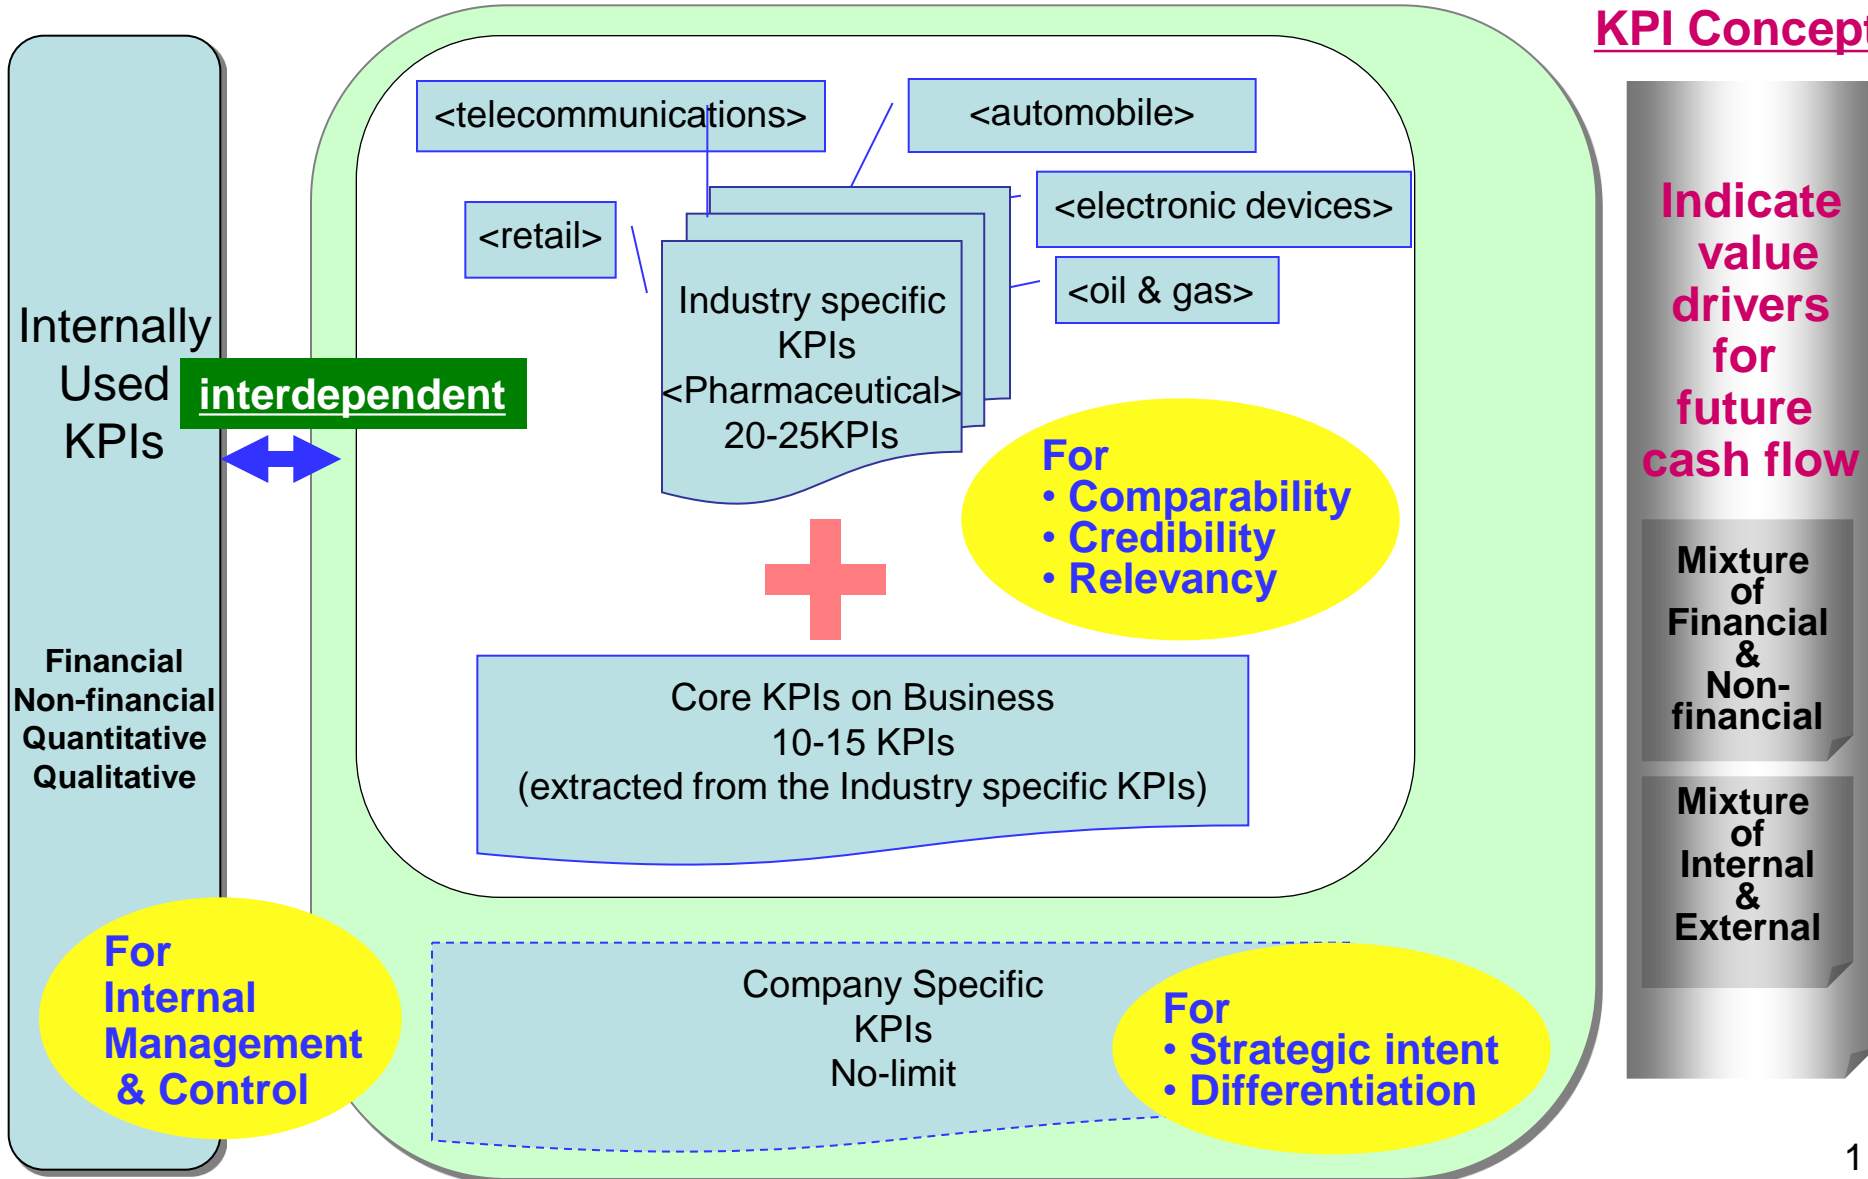 KPI Concept
Internally
Used
KPIs
Financial
Non-financial
Quantitative
Qualitative
For
Internal
Management
& Control
interdependent
<telecommunications>
<automobile>
<retail>
<electronic devices>
<oil & gas>
Industry specific
KPIs
<Pharmaceutical>
20-25KPIs
For
• Comparability
• Credibility
• Relevancy
Core KPIs on Business
10-15 KPIs
(extracted from the Industry specific KPIs)
Company Specific
KPIs
No-limit
For
• Strategic intent
• Differentiation
Indicate
value
drivers
for
future
cash flow
Mixture
of
Financial
&
Non-
financial
Mixture
of
Internal
&
External
1